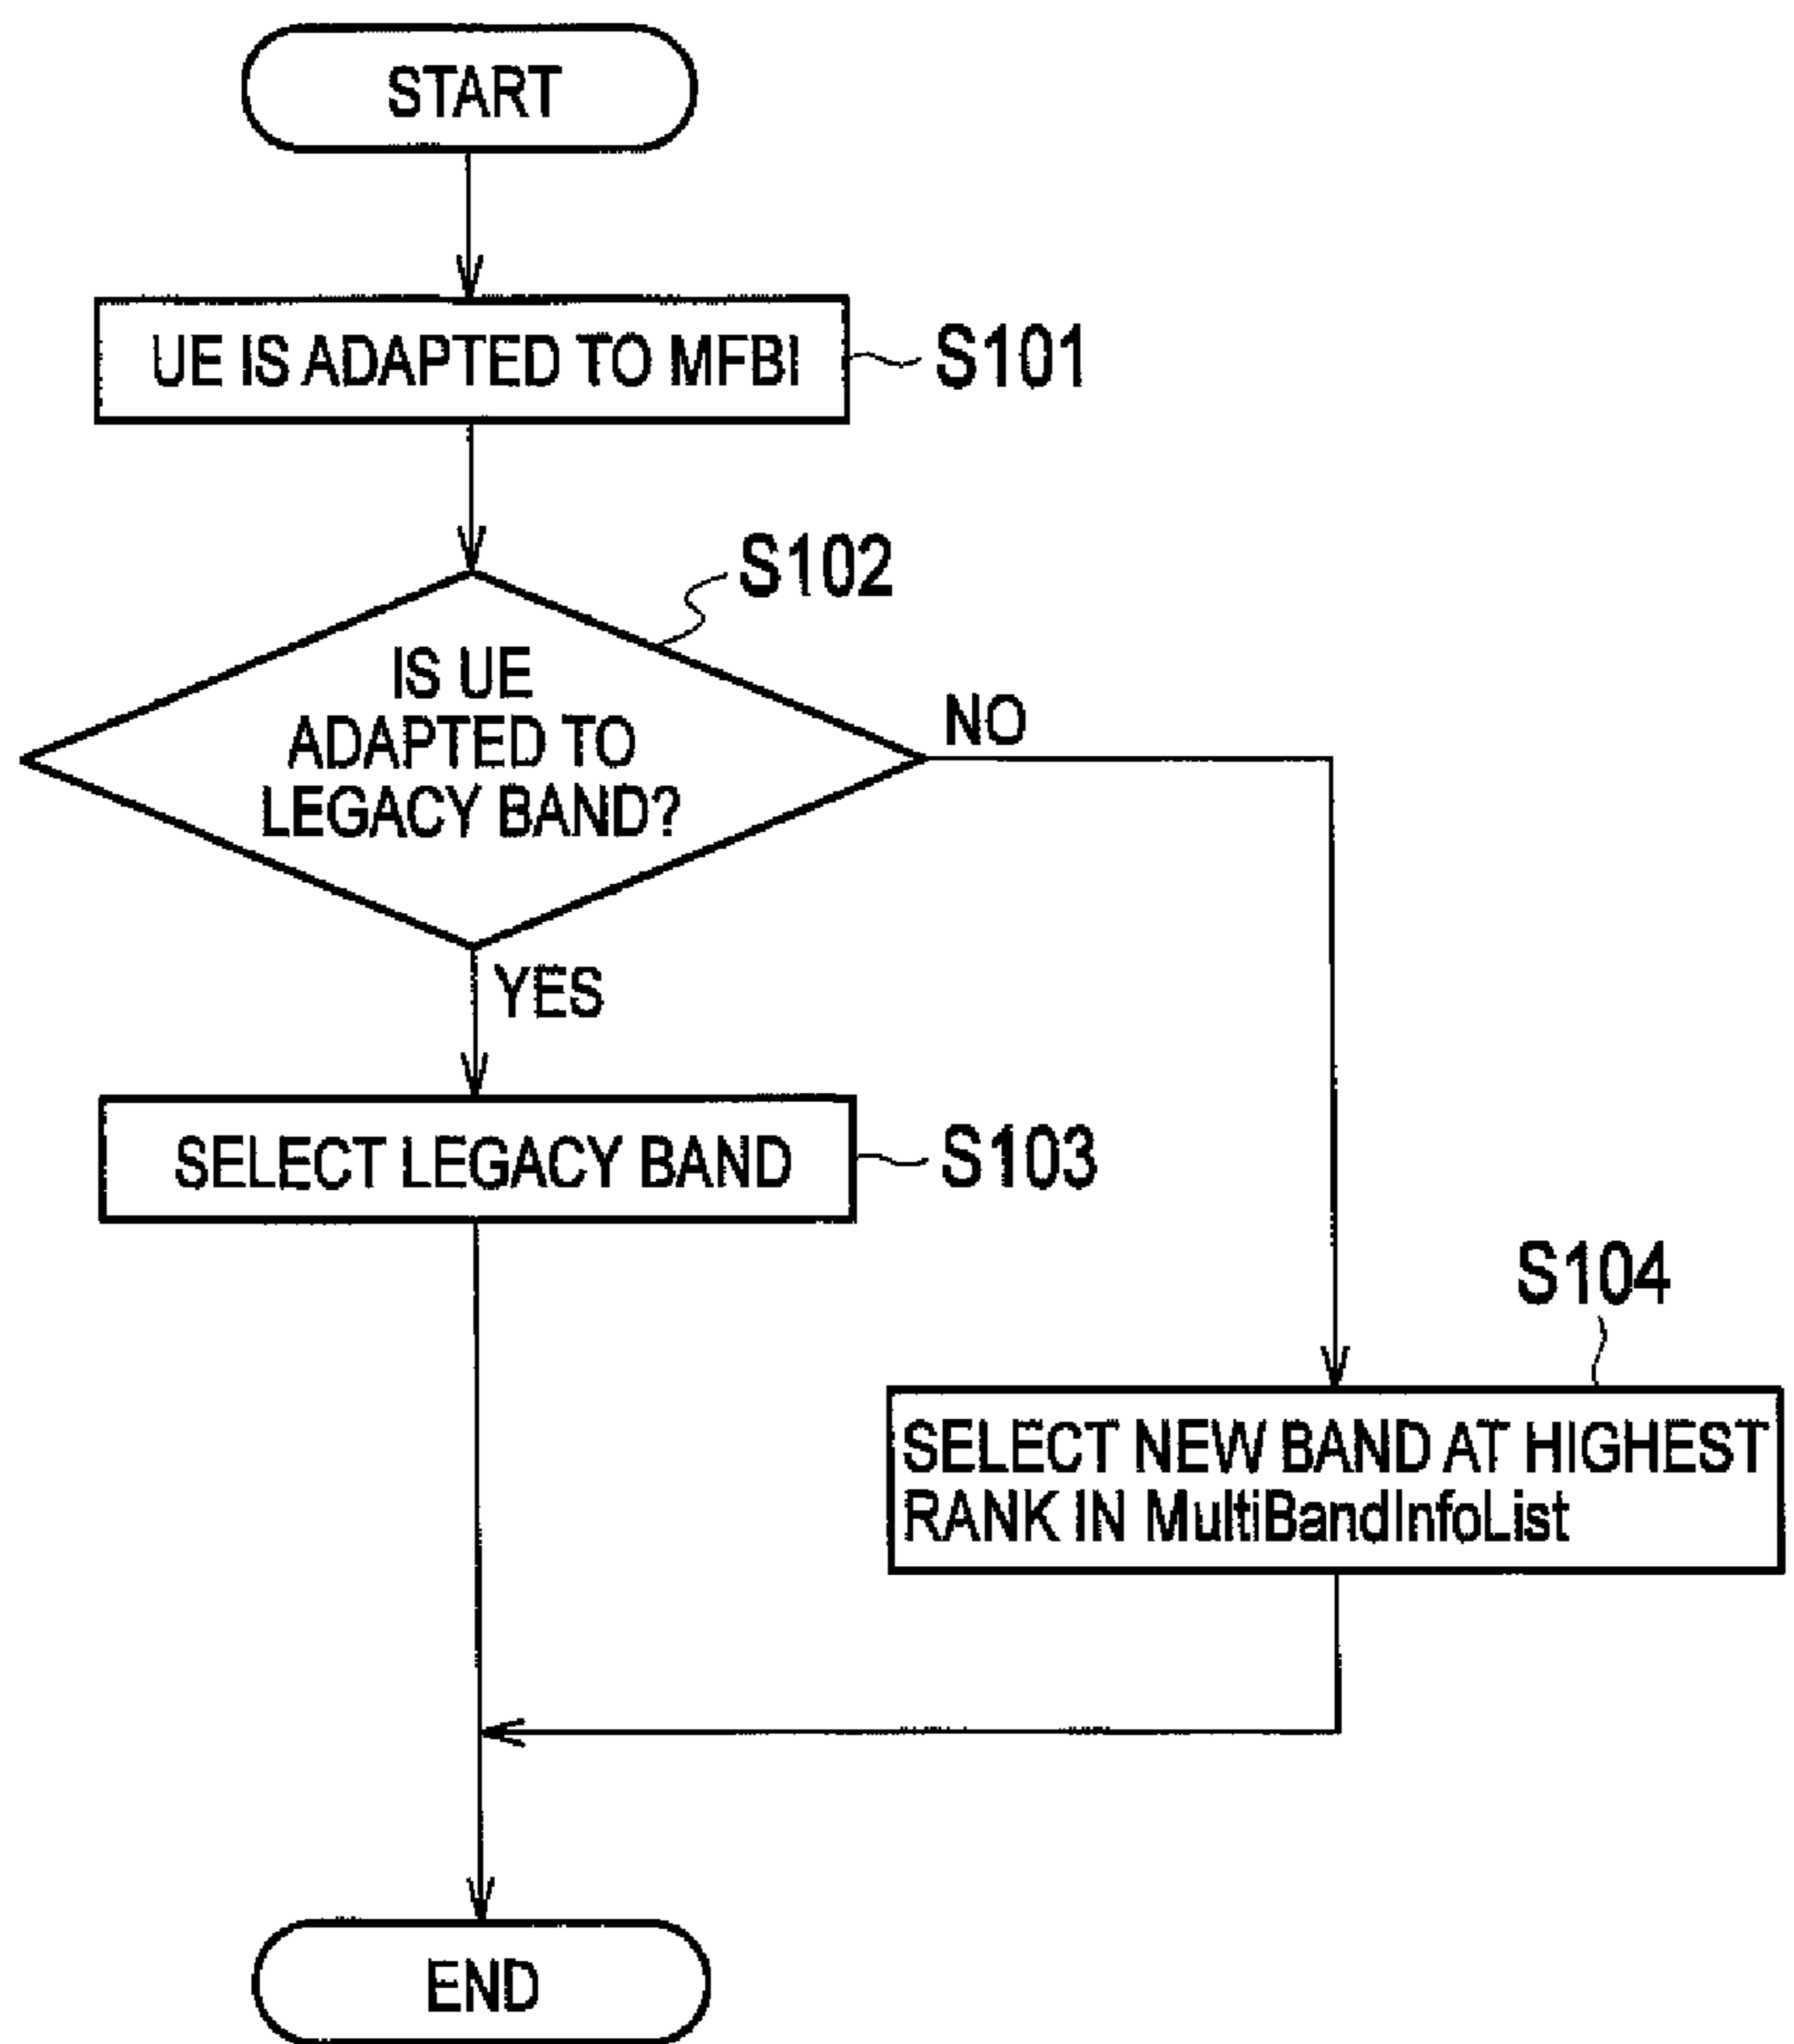 START
UE IS ADAPTED TO MFBI
S101
S102
IS UE
ADAPTED TO
LEGACY BAND?
NO
YES
SELECT LEGACY BAND
S103
S104
SELECT NEW BAND AT HIGHEST
RANK IN MultiBandInfoList
END